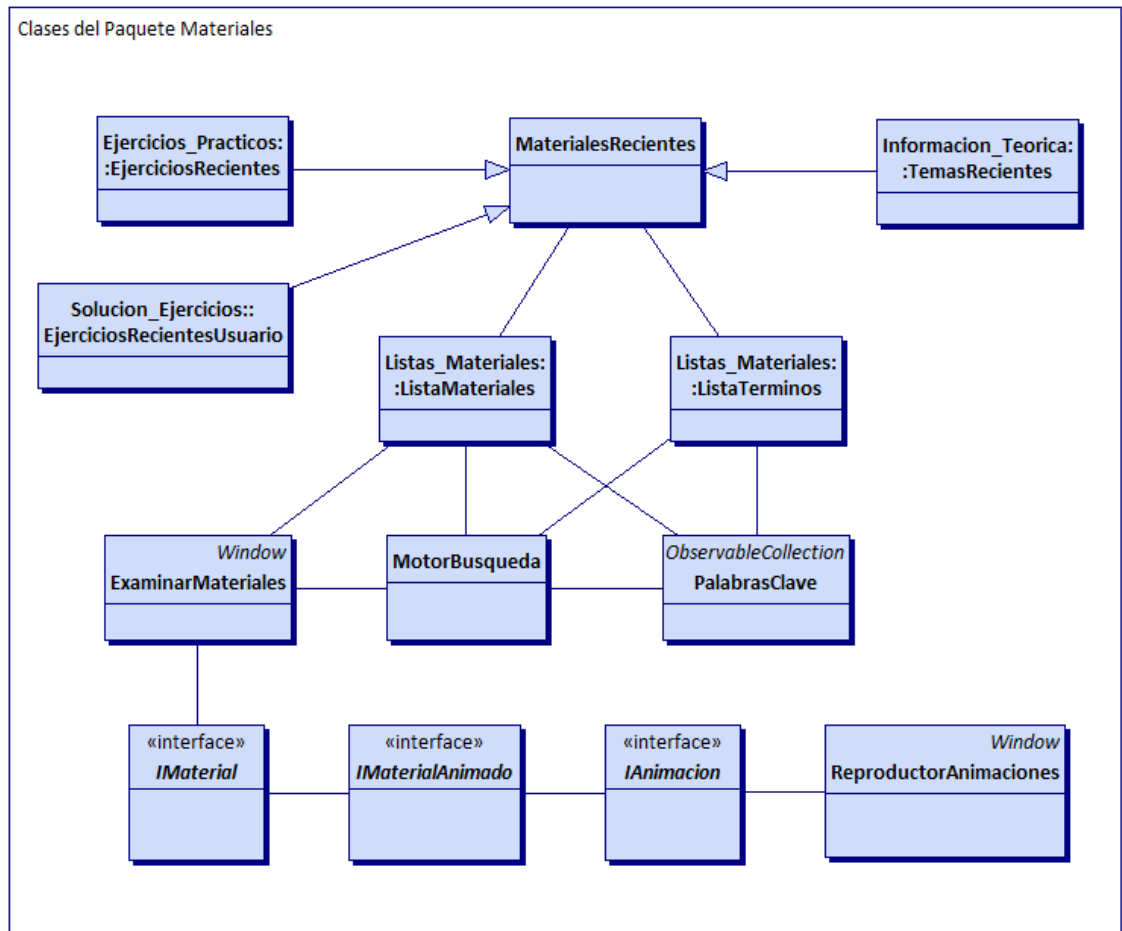 Clases del Paquete Materiales
Ejercicios_Practicos:
:EjerciciosRecientes
MaterialesRecientes
Informacion_Teorica:
:TemasRecientes
Solucion_Ejercicios::
EjerciciosRecientesUsuario
Listas_Materiales:
:ListaMateriales
Listas_Materiales:
:ListaTerminos
Window
ExaminarMateriales
MotorBusqueda
ObservableCollection
PalabrasClave
«interface»
IMaterial
«interface»
IMaterialAnimado
«interface»
IAnimacion
Window
ReproductorAnimaciones